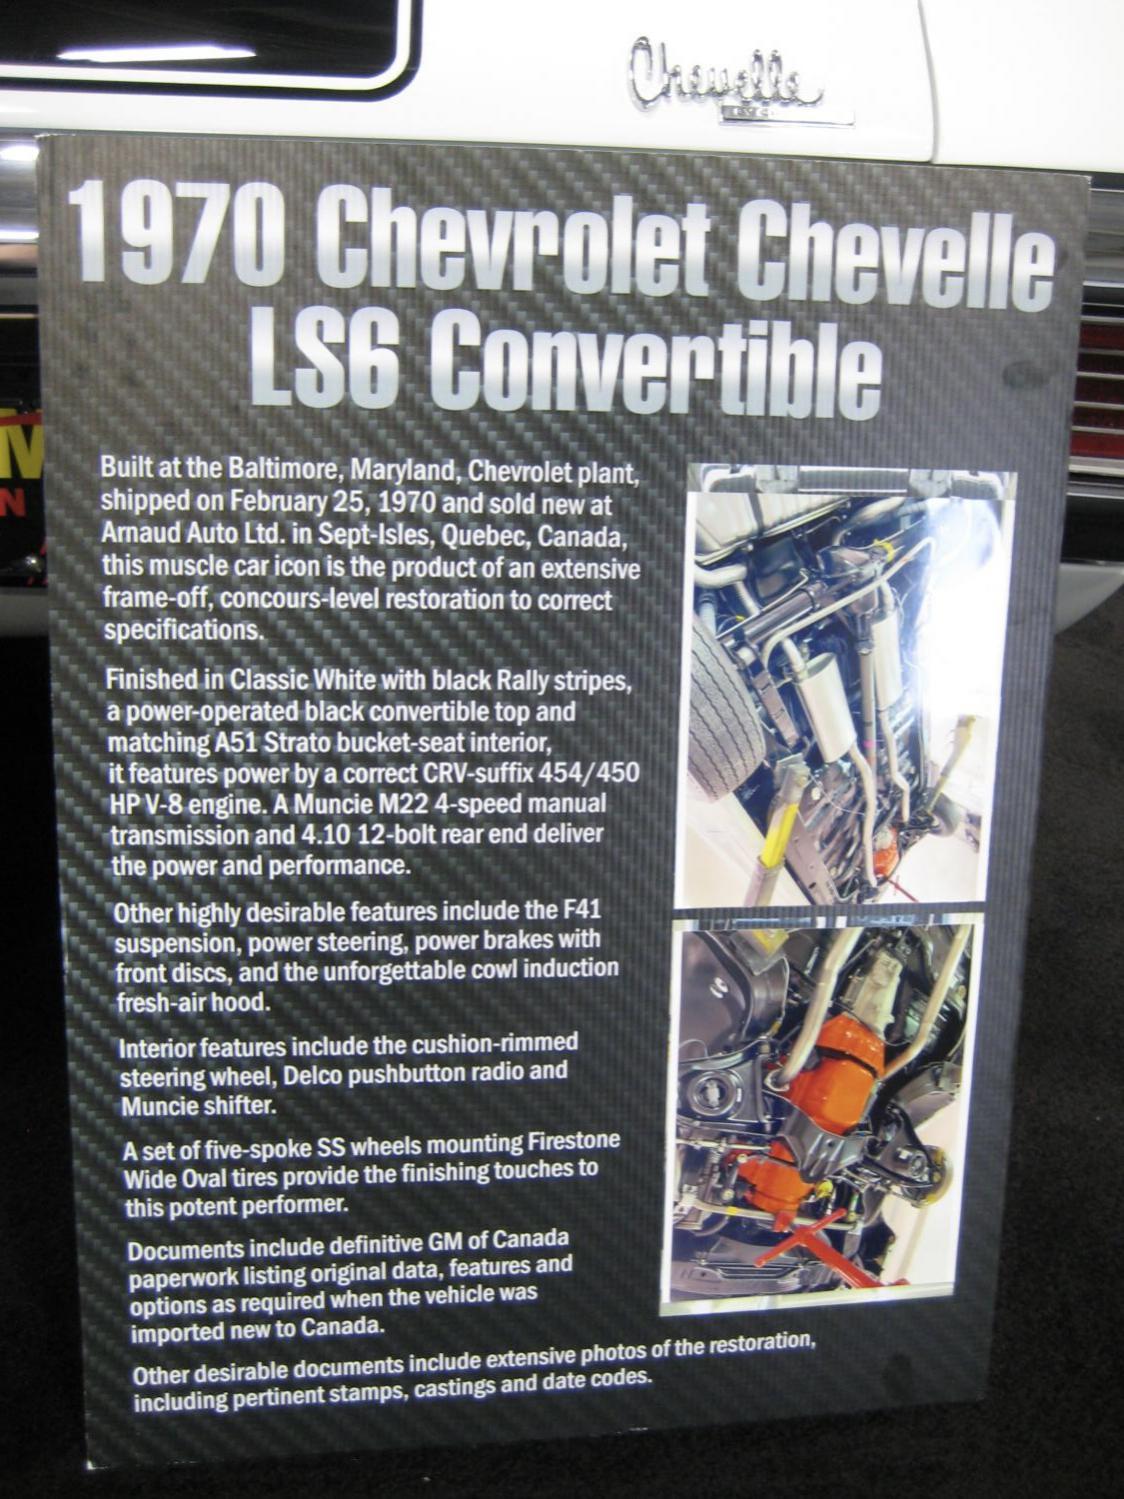 Chevelle
1970 Chevrolet Chevelle
LS6 Convertible
Built at the Baltimore, Maryland, Chevrolet plant,
shipped on February 25, 1970 and sold new at
Arnaud Auto Ltd. in Sept-Isles, Quebec, Canada,
this muscle car icon is the product of an extensive
frame-off, concours-level restoration to correct
specifications.
Finished in Classic White with black Rally stripes,
a power-operated black convertible top and
matching A51 Strato bucket-seat interior,
it features power by a correct CRV-suffix 454/450
HP V-8 engine. A Muncie M22 4-speed manual
transmission and 4.10 12-bolt rear end deliver
the power and performance.
Other highly desirable features include the F41
suspension, power steering, power brakes with
front discs, and the unforgettable cowl induction
fresh-air hood.
Interior features include the cushion-rimmed
steering wheel, Delco pushbutton radio and
Muncie shifter.
A set of five-spoke SS wheels mounting Firestone
Wide Oval tires provide the finishing touches to
this potent performer.
Documents include definitive GM of Canada
paperwork listing original data, features and
options as required when the vehicle was
imported new to Canada.
Other desirable documents include extensive photos of the restoration,
including pertinent stamps, castings and date codes.